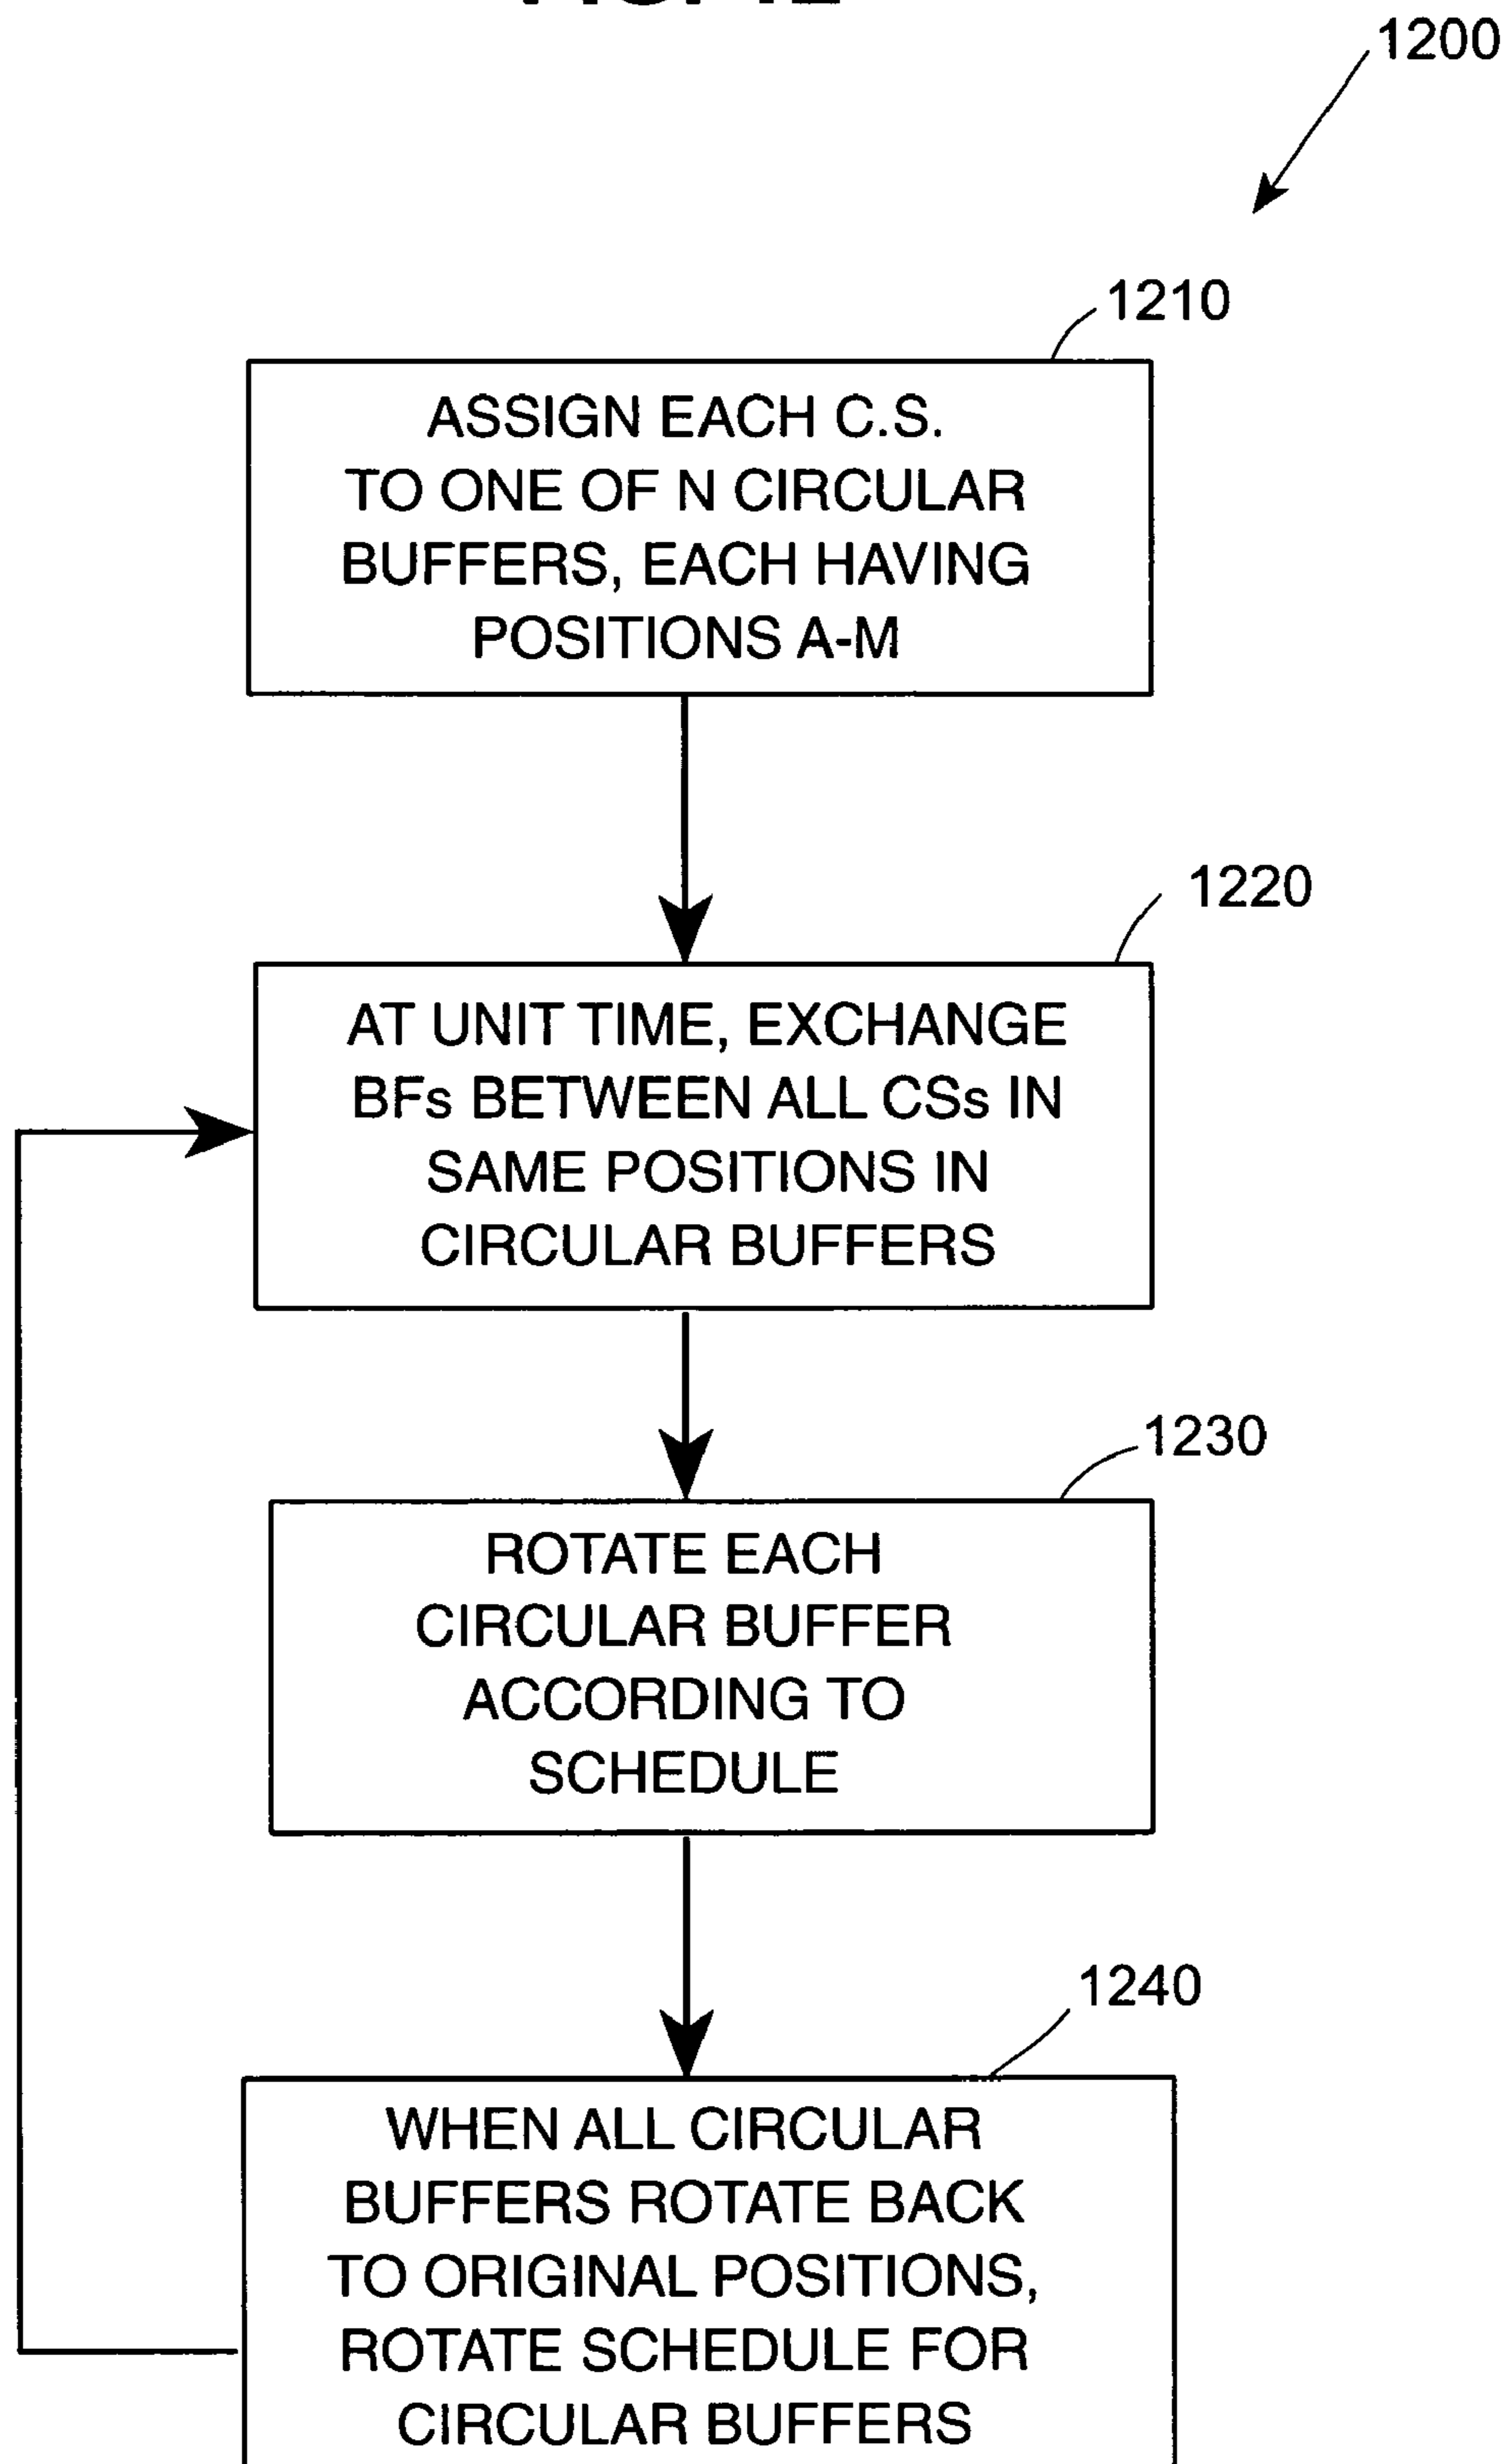 1200
1210
ASSIGN EACH C.S.
TO ONE OF N CIRCULAR
BUFFERS, EACH HAVING
POSITIONS A-M
1220
AT UNIT TIME, EXCHANGE
BFs BETWEEN ALL CSs IN
SAME POSITIONS IN
CIRCULAR BUFFERS
1230
ROTATE EACH
CIRCULAR BUFFER
ACCORDING TO
SCHEDULE
1240
WHEN ALL CIRCULAR
BUFFERS ROTATE BACK
TO ORIGINAL POSITIONS,
ROTATE SCHEDULE FOR
CIRCULAR BUFFERS